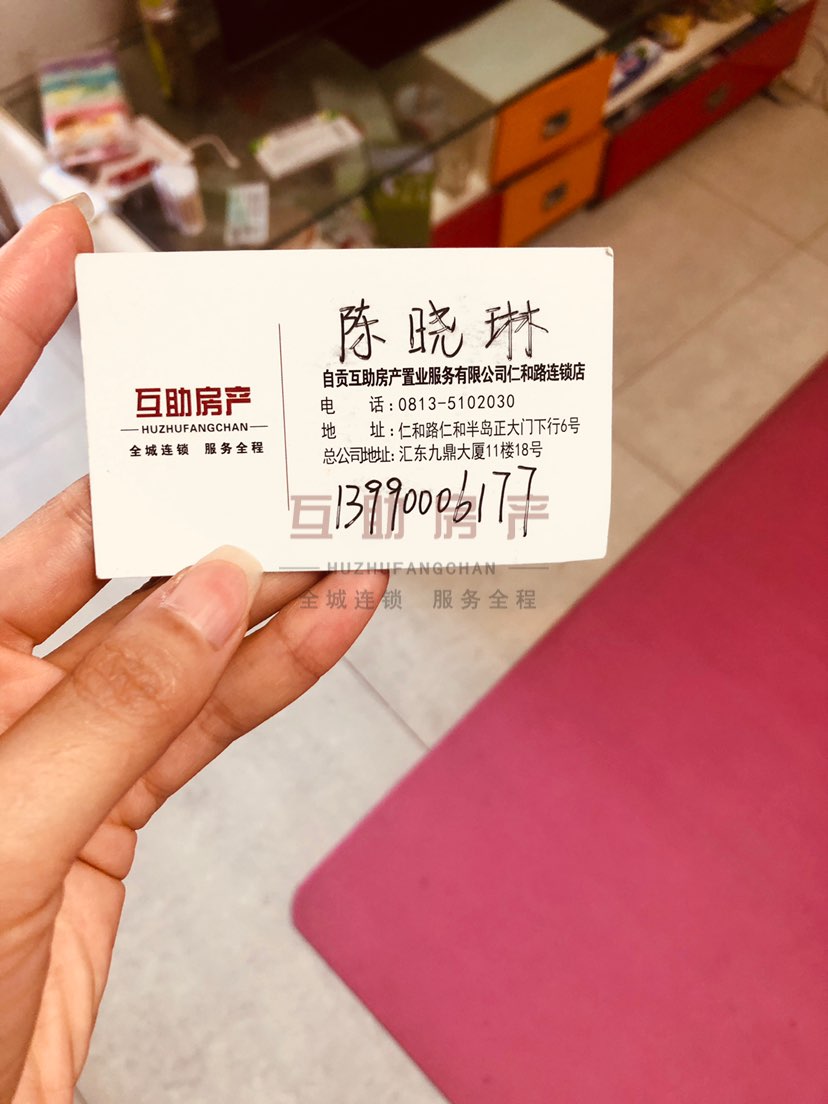 陈晓琳
自贡互助房产置业服务有限公司仁和路连锁店
电 话:0813-5102030
地 址:仁和路仁和半岛正大门下行6号
总公司地址:汇东九鼎大厦11楼18号
13990006177
互助房产
HUZHUFANGCHAN
全城连锁 服务全程
互助房产
HUZHUFANGCHAN
全城连锁 服务全程